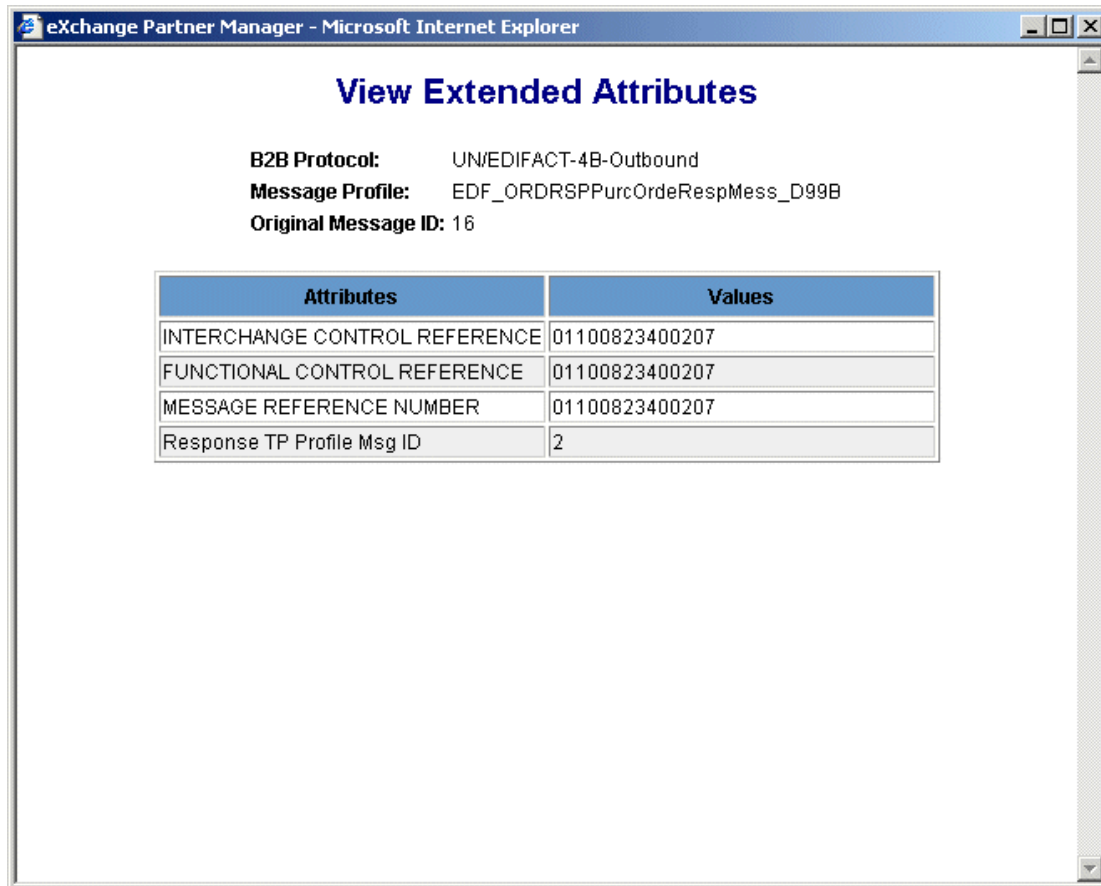 eXchange Partner Manager - Microsoft Internet Explorer
View Extended Attributes
B2B Protocol: UN/EDIFACT-4B-Outbound
Message Profile: EDF_ORDRSPPurcOrdeRespMess_D99B
Original Message ID: 16
Attributes Values
INTERCHANGE CONTROL REFERENCE 01100823400207
FUNCTIONAL CONTROL REFERENCE 01100823400207
MESSAGE REFERENCE NUMBER 01100823400207
Response TP Profile Msg ID 2